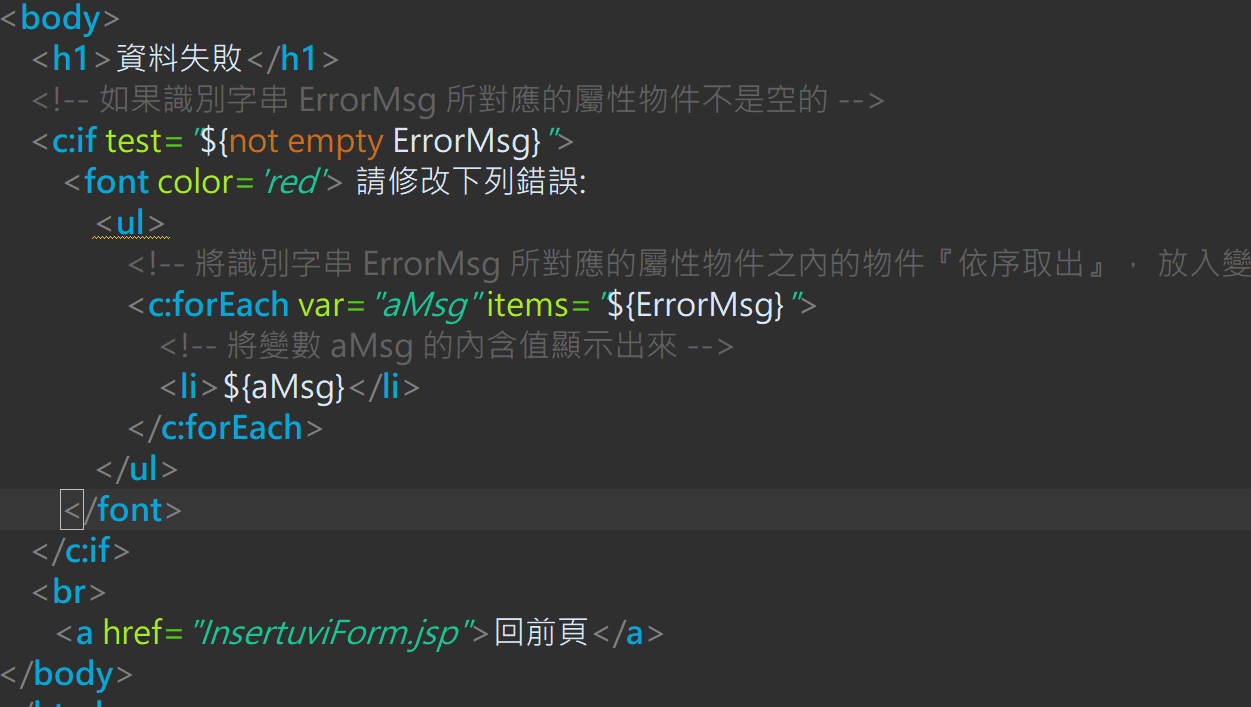 <body>
<h1>資料失敗</h1>
<!-- 如果識別字串 ErrorMsg 所對應的屬性物件不是空的 -->
<c:if test="${not empty ErrorMsg}">
<font color='red'> 請修改下列錯誤:
<ul>
<!-- 將識別字串 ErrorMsg 所對應的屬性物件之內的物件『依序取出』， 放入變
<c:forEach var="aMsg"items="${ErrorMsg}">
<!-- 將變數 aMsg 的內含值顯示出來 -->
<li>${aMsg}</li>
</c:forEach>
</ul>
</font>
</c:if>
<br>
<a href="InsertuviForm.jsp">回前頁</a>
</body>